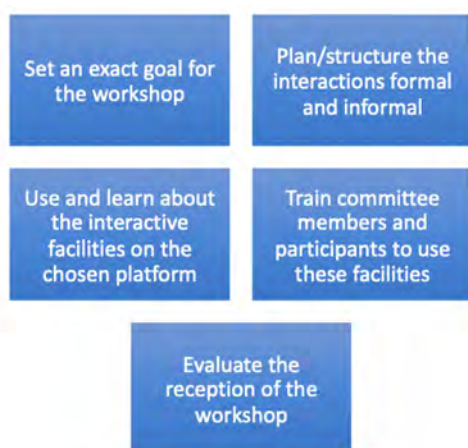 Set an exact goal for
the workshop
Plan/structure the
interactions formal
and informal
Use and learn about
the interactive
facilities on the
chosen platform
Train committee
members and
participants to use
these facilities
Evaluate the
reception of the
workshop